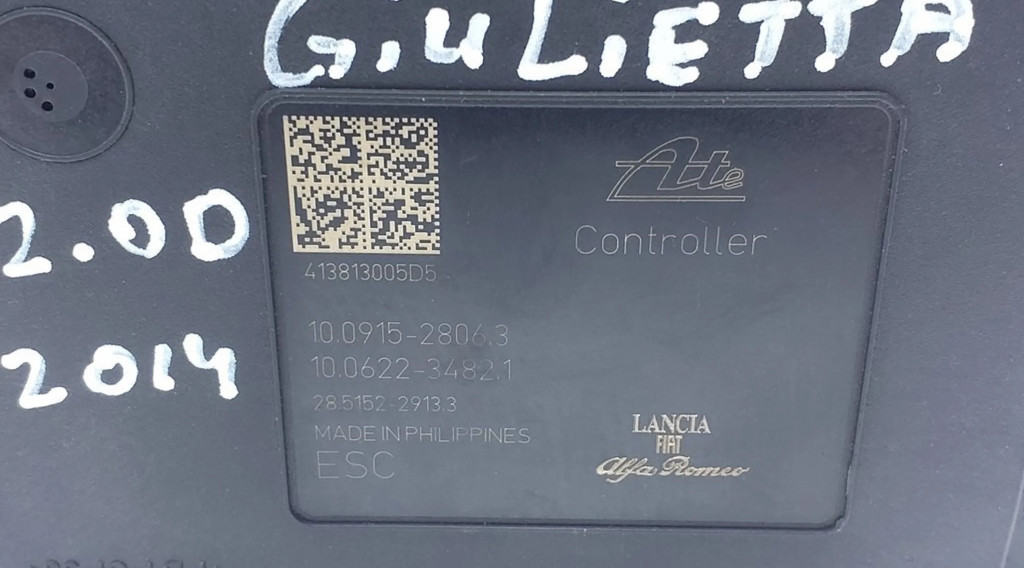 GiULiETTA
2.0D
2014
Ate
Controller
413813005D5
10.0915-2806.3
10.0622-3482.1
28.5152-2913.3
MADE IN PHILIPPINES
ESC
LANCIA
FIAT
Alfa Romeo